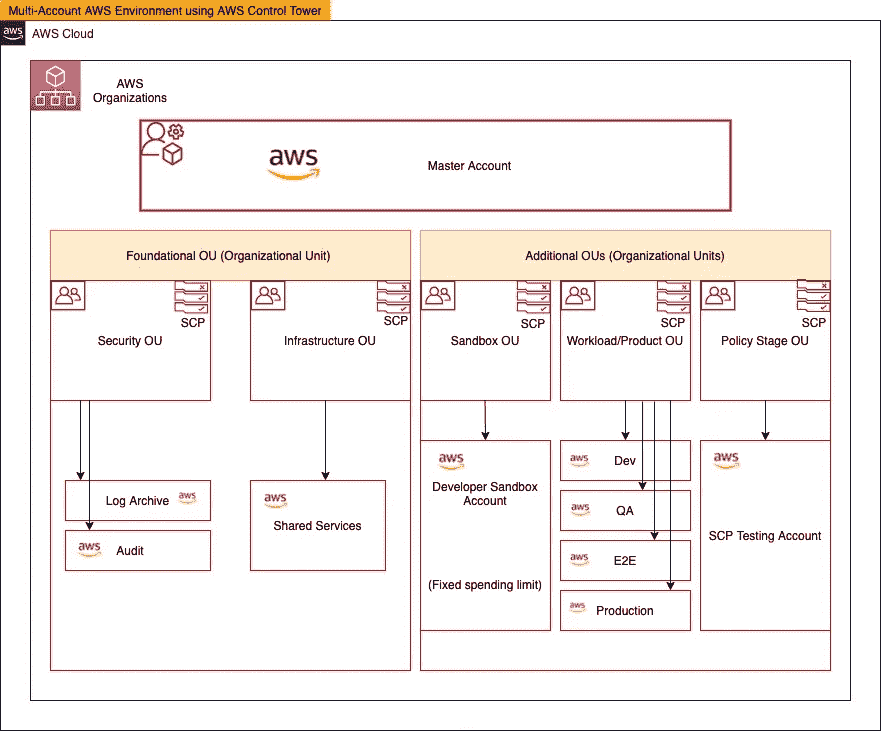 Multi-Account AWS Environment using AWS Control Tower
aws
AWS Cloud
AWS
Organizations
aws
Master Account
Foundational OU (Organizational Unit)
Additional OUs (Organizational Units)
SCP
Security OU
SCP
Infrastructure OU
SCP
Sandbox OU
SCP
Workload/Product OU
SCP
Policy Stage OU
Log Archive
aws
aws
Audit
aws
Shared Services
aws
Developer Sandbox
Account
(Fixed spending limit)
aws
Dev
aws
QA
aws
E2E
aws
Production
aws
SCP Testing Account